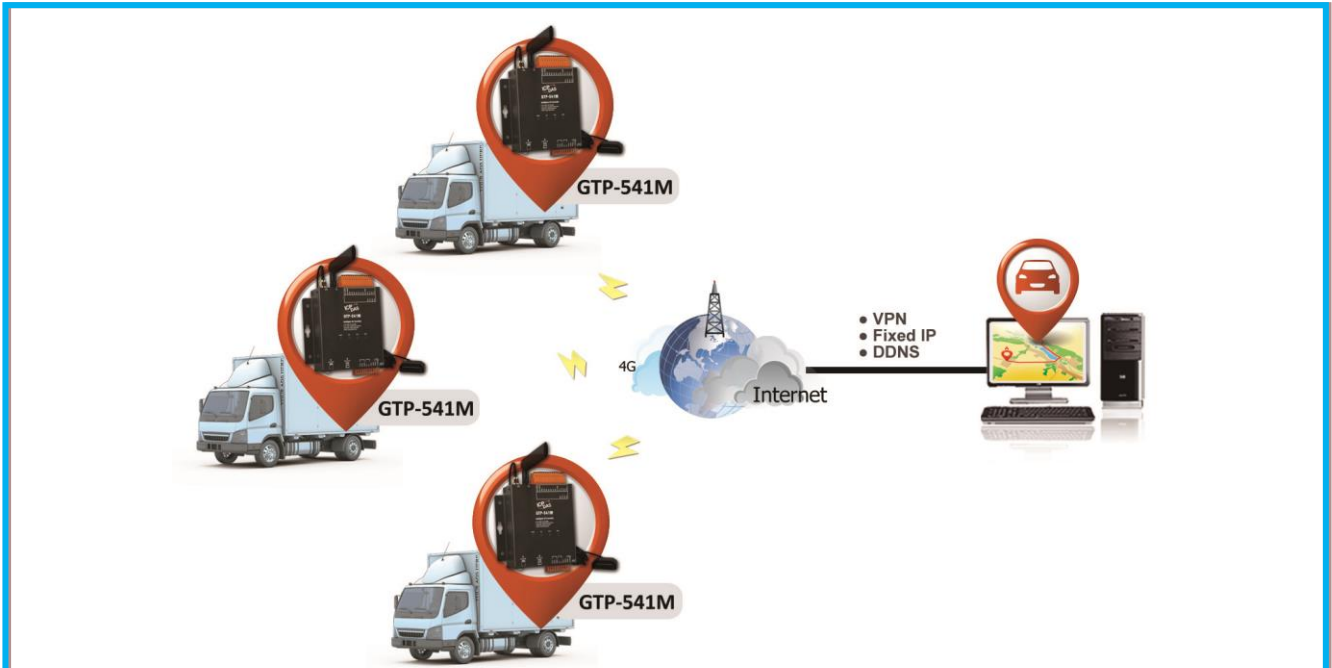 GTP-541M
GTP-541M
GTP-541M
4G
Internet
● VPN
● Fixed IP
● DDNS